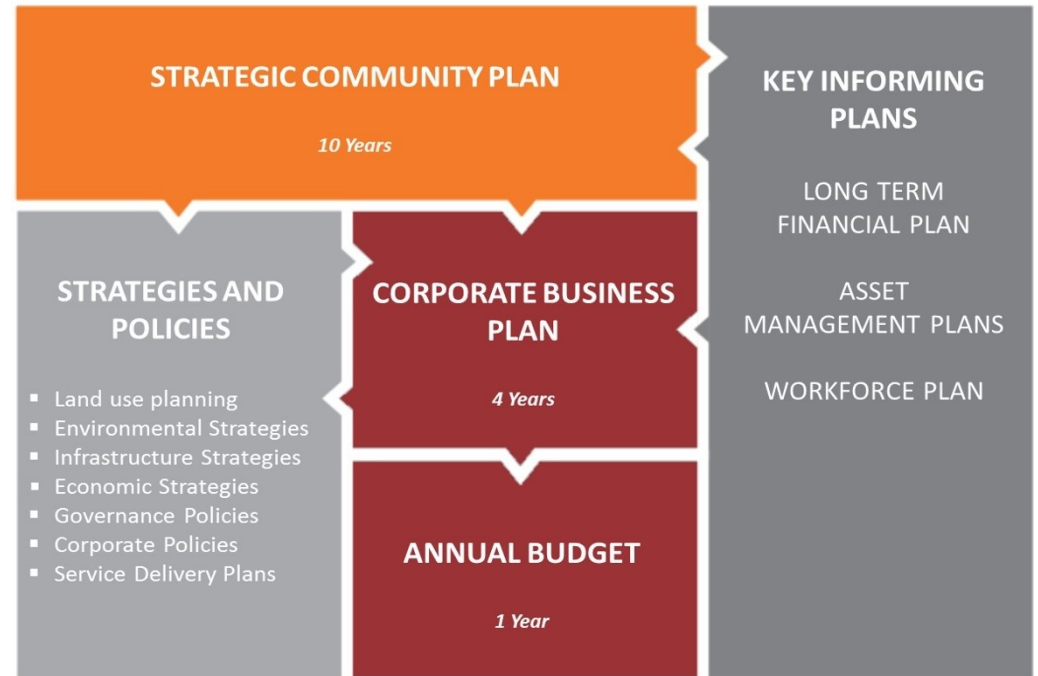 STRATEGIC COMMUNITY PLAN
10 Years
KEY INFORMING
PLANS
LONG TERM
FINANCIAL PLAN
ASSET
MANAGEMENT PLANS
WORKFORCE PLAN
STRATEGIES AND
POLICIES
▪ Land use planning
▪ Environmental Strategies
▪ Infrastructure Strategies
▪ Economic Strategies
▪ Governance Policies
▪ Corporate Policies
▪ Service Delivery Plans
CORPORATE BUSINESS
PLAN
4 Years
ANNUAL BUDGET
1 Year